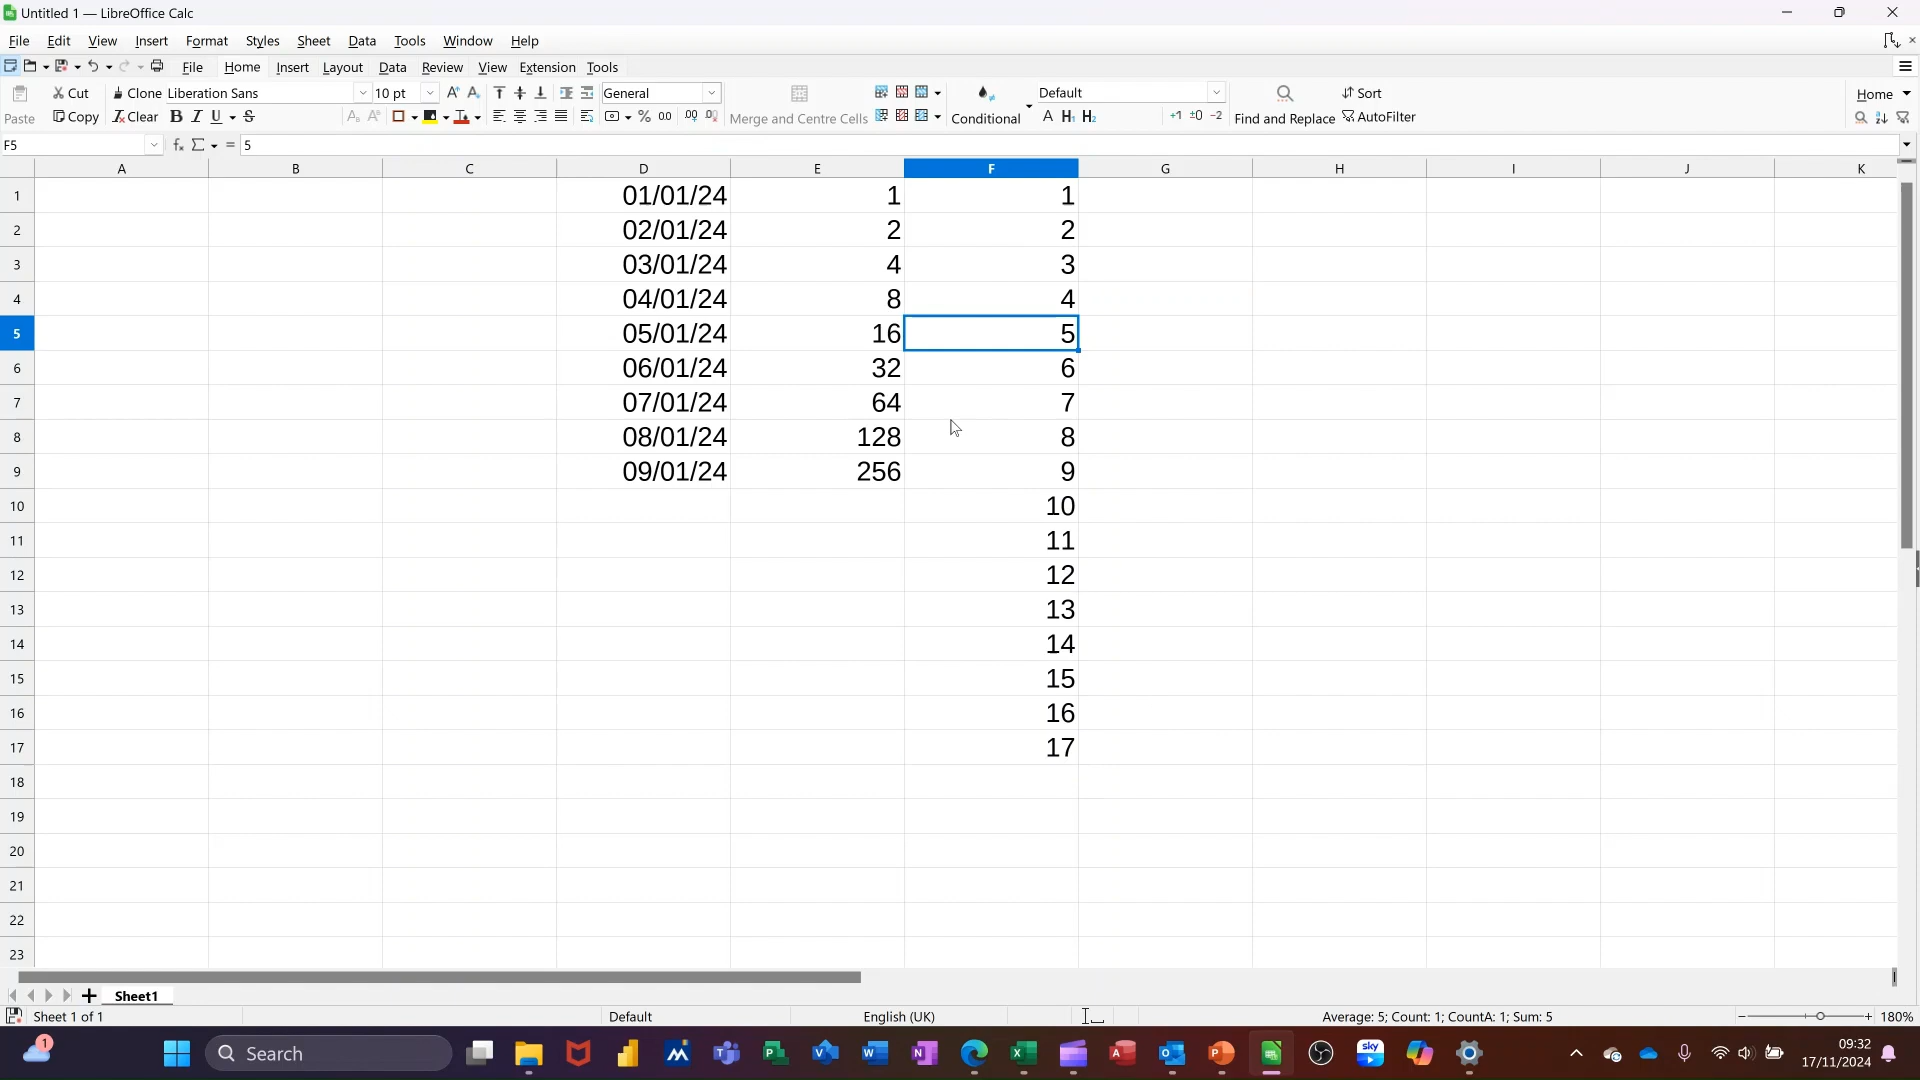 Untitled 1 — LibreOffice Calc
File Edit View Insert Format Styles Sheet Data Tools Window Help
File Home Insert Layout Data Review View Extension Tools
Paste Cut Clone Liberation Sans 10 pt General Merge and Centre Cells Conditional Default Find and Replace Sort Home
Copy Clear AutoFilter
F5 5
A B C D E F G H I J K
1 01/01/24 1 1
2 02/01/24 2 2
3 03/01/24 4 3
4 04/01/24 8 4
5 05/01/24 16 5
6 06/01/24 32 6
7 07/01/24 64 7
8 08/01/24 128 8
9 09/01/24 256 9
10 10
11 11
12 12
13 13
14 14
15 15
16 16
17 17
18
19
20
21
22
23
Sheet1
Sheet 1 of 1 Default English (UK) Average: 5; Count: 1; CountA: 1; Sum: 5 180%
1 Search sky 09:32
17/11/2024